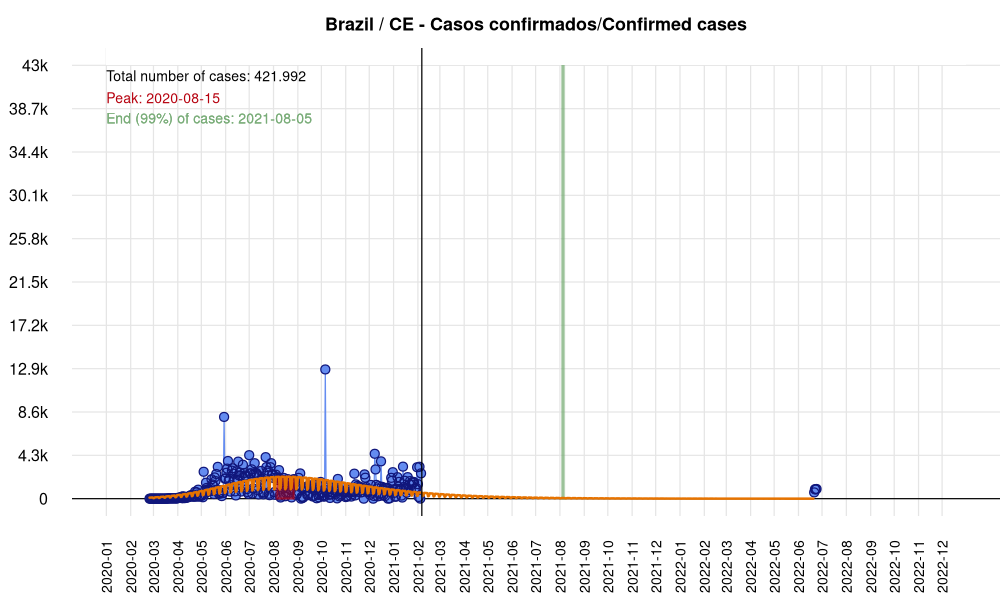 Brazil / CE - Casos confirmados/Confirmed cases
Total number of cases: 421.992
Peak: 2020-08-15
End (99%) of cases: 2021-08-05
43k
38.7k
34.4k
30.1k
25.8k
21.5k
17.2k
12.9k
8.6k
4.3k
0
2020-01
2020-02
2020-03
2020-04
2020-05
2020-06
2020-07
2020-08
2020-09
2020-10
2020-11
2020-12
2021-01
2021-02
2021-03
2021-04
2021-05
2021-06
2021-07
2021-08
2021-09
2021-10
2021-11
2021-12
2022-01
2022-02
2022-03
2022-04
2022-05
2022-06
2022-07
2022-08
2022-09
2022-10
2022-11
2022-12